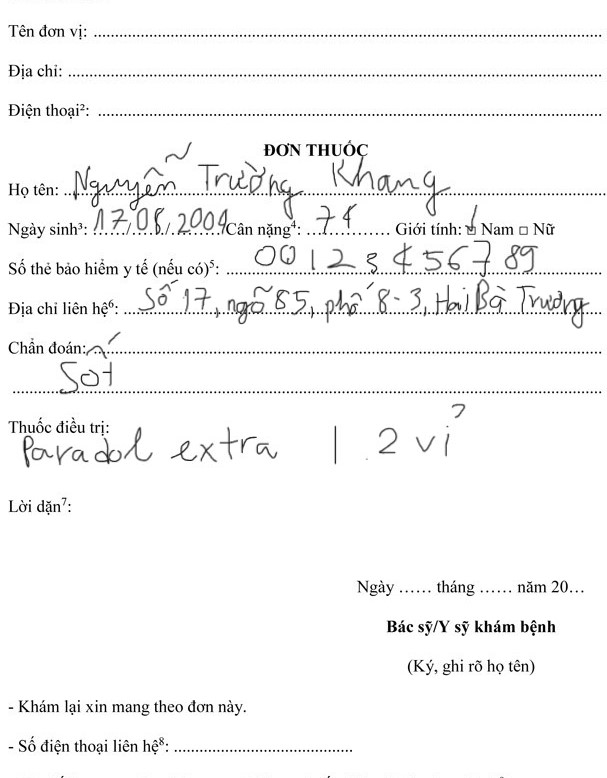 Tên đơn vị:
Địa chỉ:
Điện thoại²:
ĐƠN THUỐC
Họ tên: Nguyễn Trường Khang
Ngày sinh³: 17/08/2004 Cân nặng⁴: 74 Giới tính: □ Nam □ Nữ
Số thẻ bảo hiểm y tế (nếu có)⁵: 00123456789
Địa chỉ liên hệ⁶: Số 17, ngõ 85, phố 8-3, Hai Bà Trưng
Chẩn đoán:
Sốt
Thuốc điều trị:
Paradol extra | 2 vỉ
Lời dặn⁷:
Ngày …… tháng …… năm 20…
Bác sỹ/Y sỹ khám bệnh
(Ký, ghi rõ họ tên)
- Khám lại xin mang theo đơn này.
- Số điện thoại liên hệ⁸: